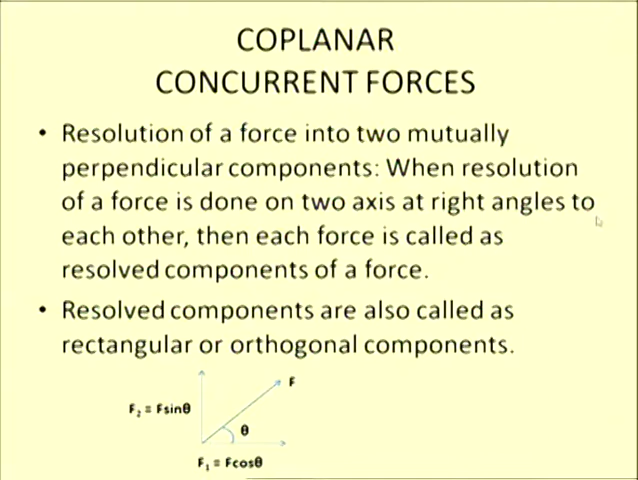 COPLANAR
CONCURRENT FORCES
• Resolution of a force into two mutually
perpendicular components: When resolution
of a force is done on two axis at right angles to
each other, then each force is called as
resolved components of a force.
• Resolved components are also called as
rectangular or orthogonal components.
F
F₂ = Fsinθ
θ
F₁ = Fcosθ